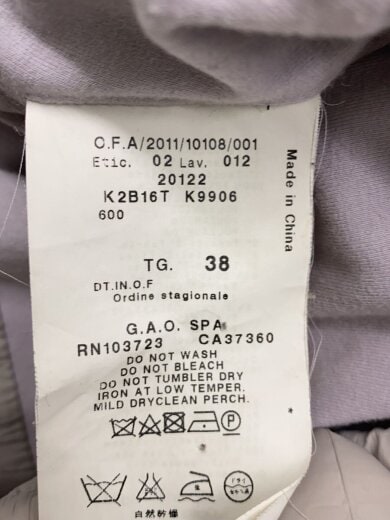 O.F.A/2011/10108/001
Etic. 02 Lav. 012
20122
K2B16T K9906
600
Made in China
TG. 38
DT.IN.O.F
Ordine stagionale
G.A.O. SPA
RN103723 CA37360
DO NOT WASH
DO NOT BLEACH
DO NOT TUMBLER DRY
IRON AT LOW TEMPER.
MILD DRYCLEAN PERCH.
P
自然乾燥